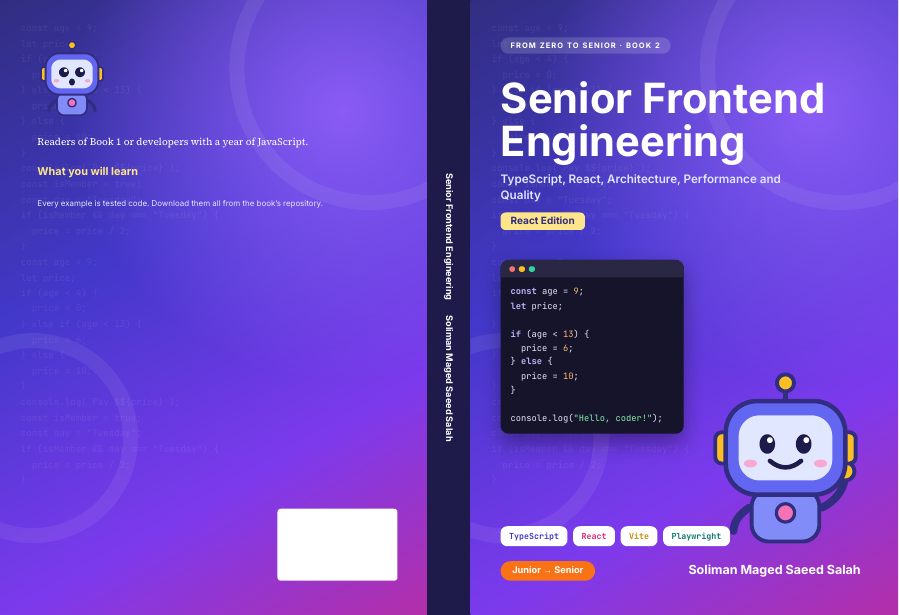 Readers of Book 1 or developers with a year of JavaScript.
What you will learn
Every example is tested code. Download them all from the book's repository.
Senior Frontend Engineering
Soliman Maged Saeed Salah
FROM ZERO TO SENIOR · BOOK 2
Senior Frontend
Engineering
TypeScript, React, Architecture, Performance and
Quality
React Edition
const age = 9;
let price;
if (age < 13) {
price = 6;
} else {
price = 10;
}
console.log("Hello, coder!");
TypeScript
React
Vite
Playwright
Junior → Senior
Soliman Maged Saeed Salah